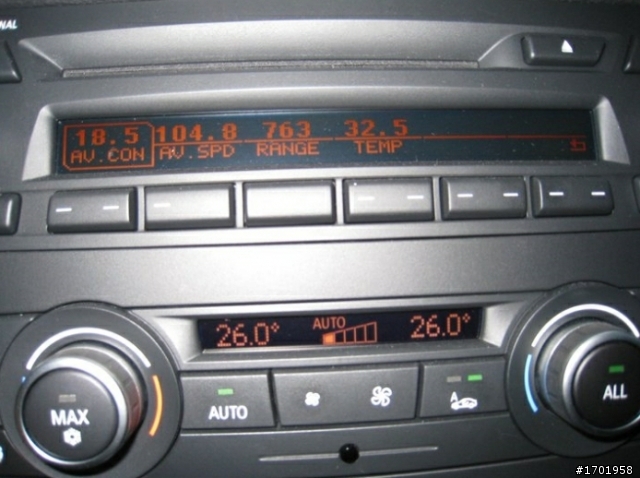 18.5 104.8 763 32.5
AV.CON AV.SPD RANGE TEMP
26.0° AUTO 26.0°
MAX AUTO A ALL
#1701958